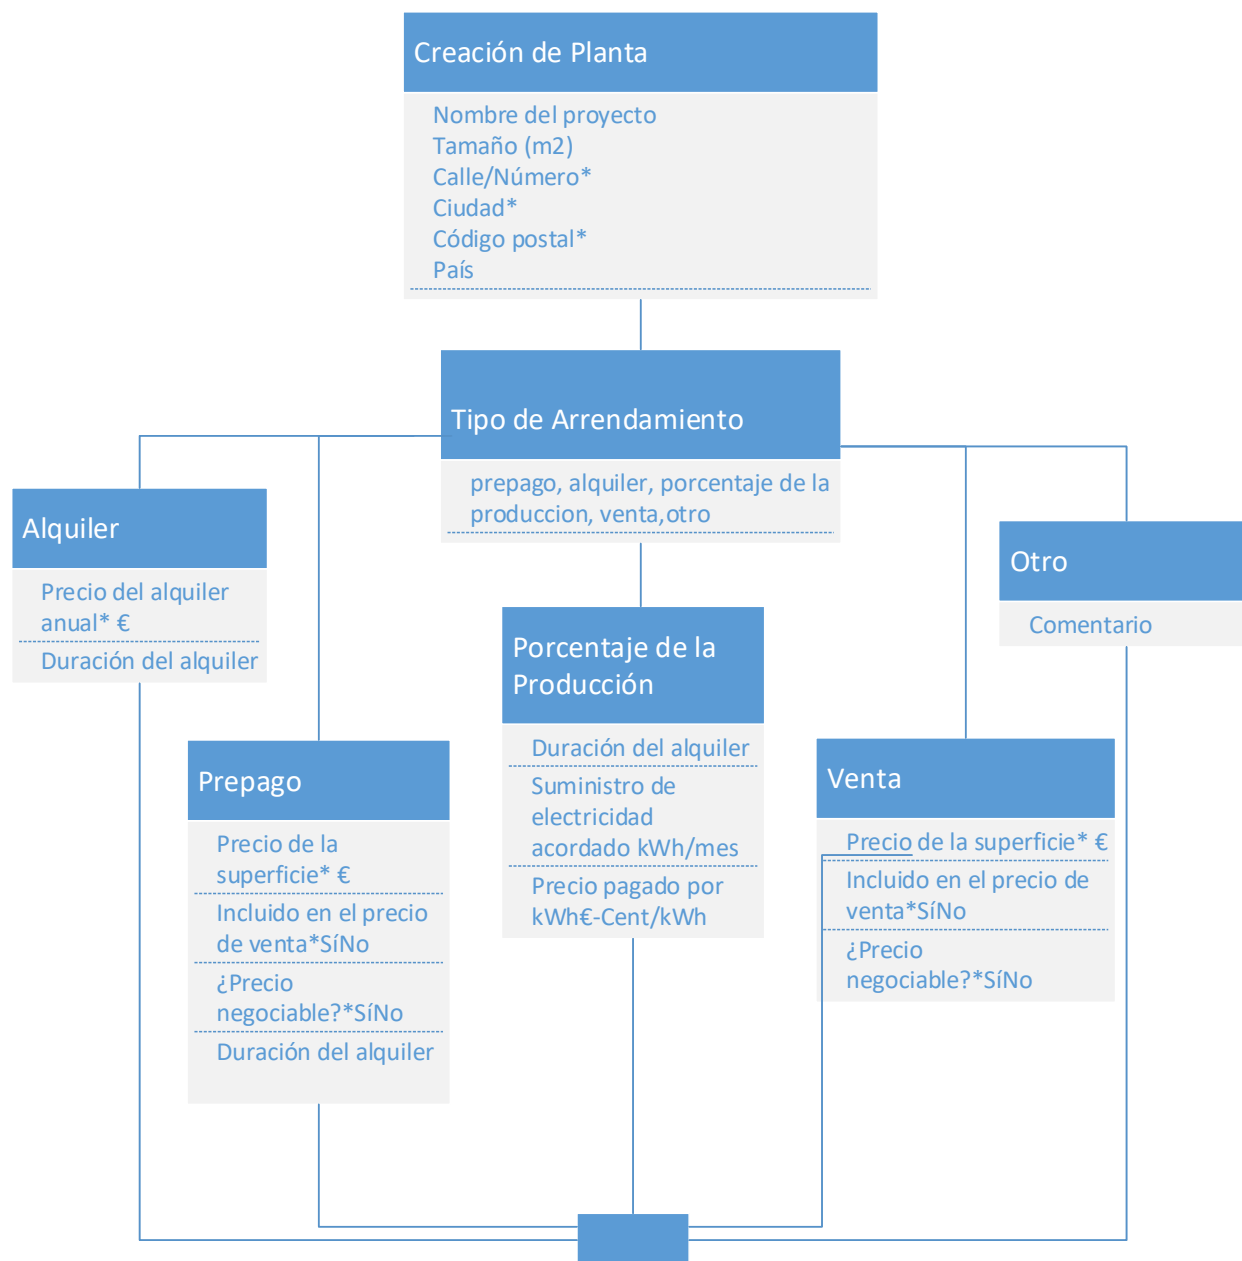 Creación de Planta
Nombre del proyecto
Tamaño (m2)
Calle/Número*
Ciudad*
Código postal*
País
Tipo de Arrendamiento
prepago, alquiler, porcentaje de la
produccion, venta,otro
Alquiler
Precio del alquiler
anual* €
Duración del alquiler
Prepago
Precio de la
superficie* €
Incluido en el precio
de venta*SíNo
¿Precio
negociable?*SíNo
Duración del alquiler
Porcentaje de la
Producción
Duración del alquiler
Suministro de
electricidad
acordado kWh/mes
Precio pagado por
kWh€-Cent/kWh
Venta
Precio de la superficie* €
Incluido en el precio de
venta*SíNo
¿Precio
negociable?*SíNo
Otro
Comentario